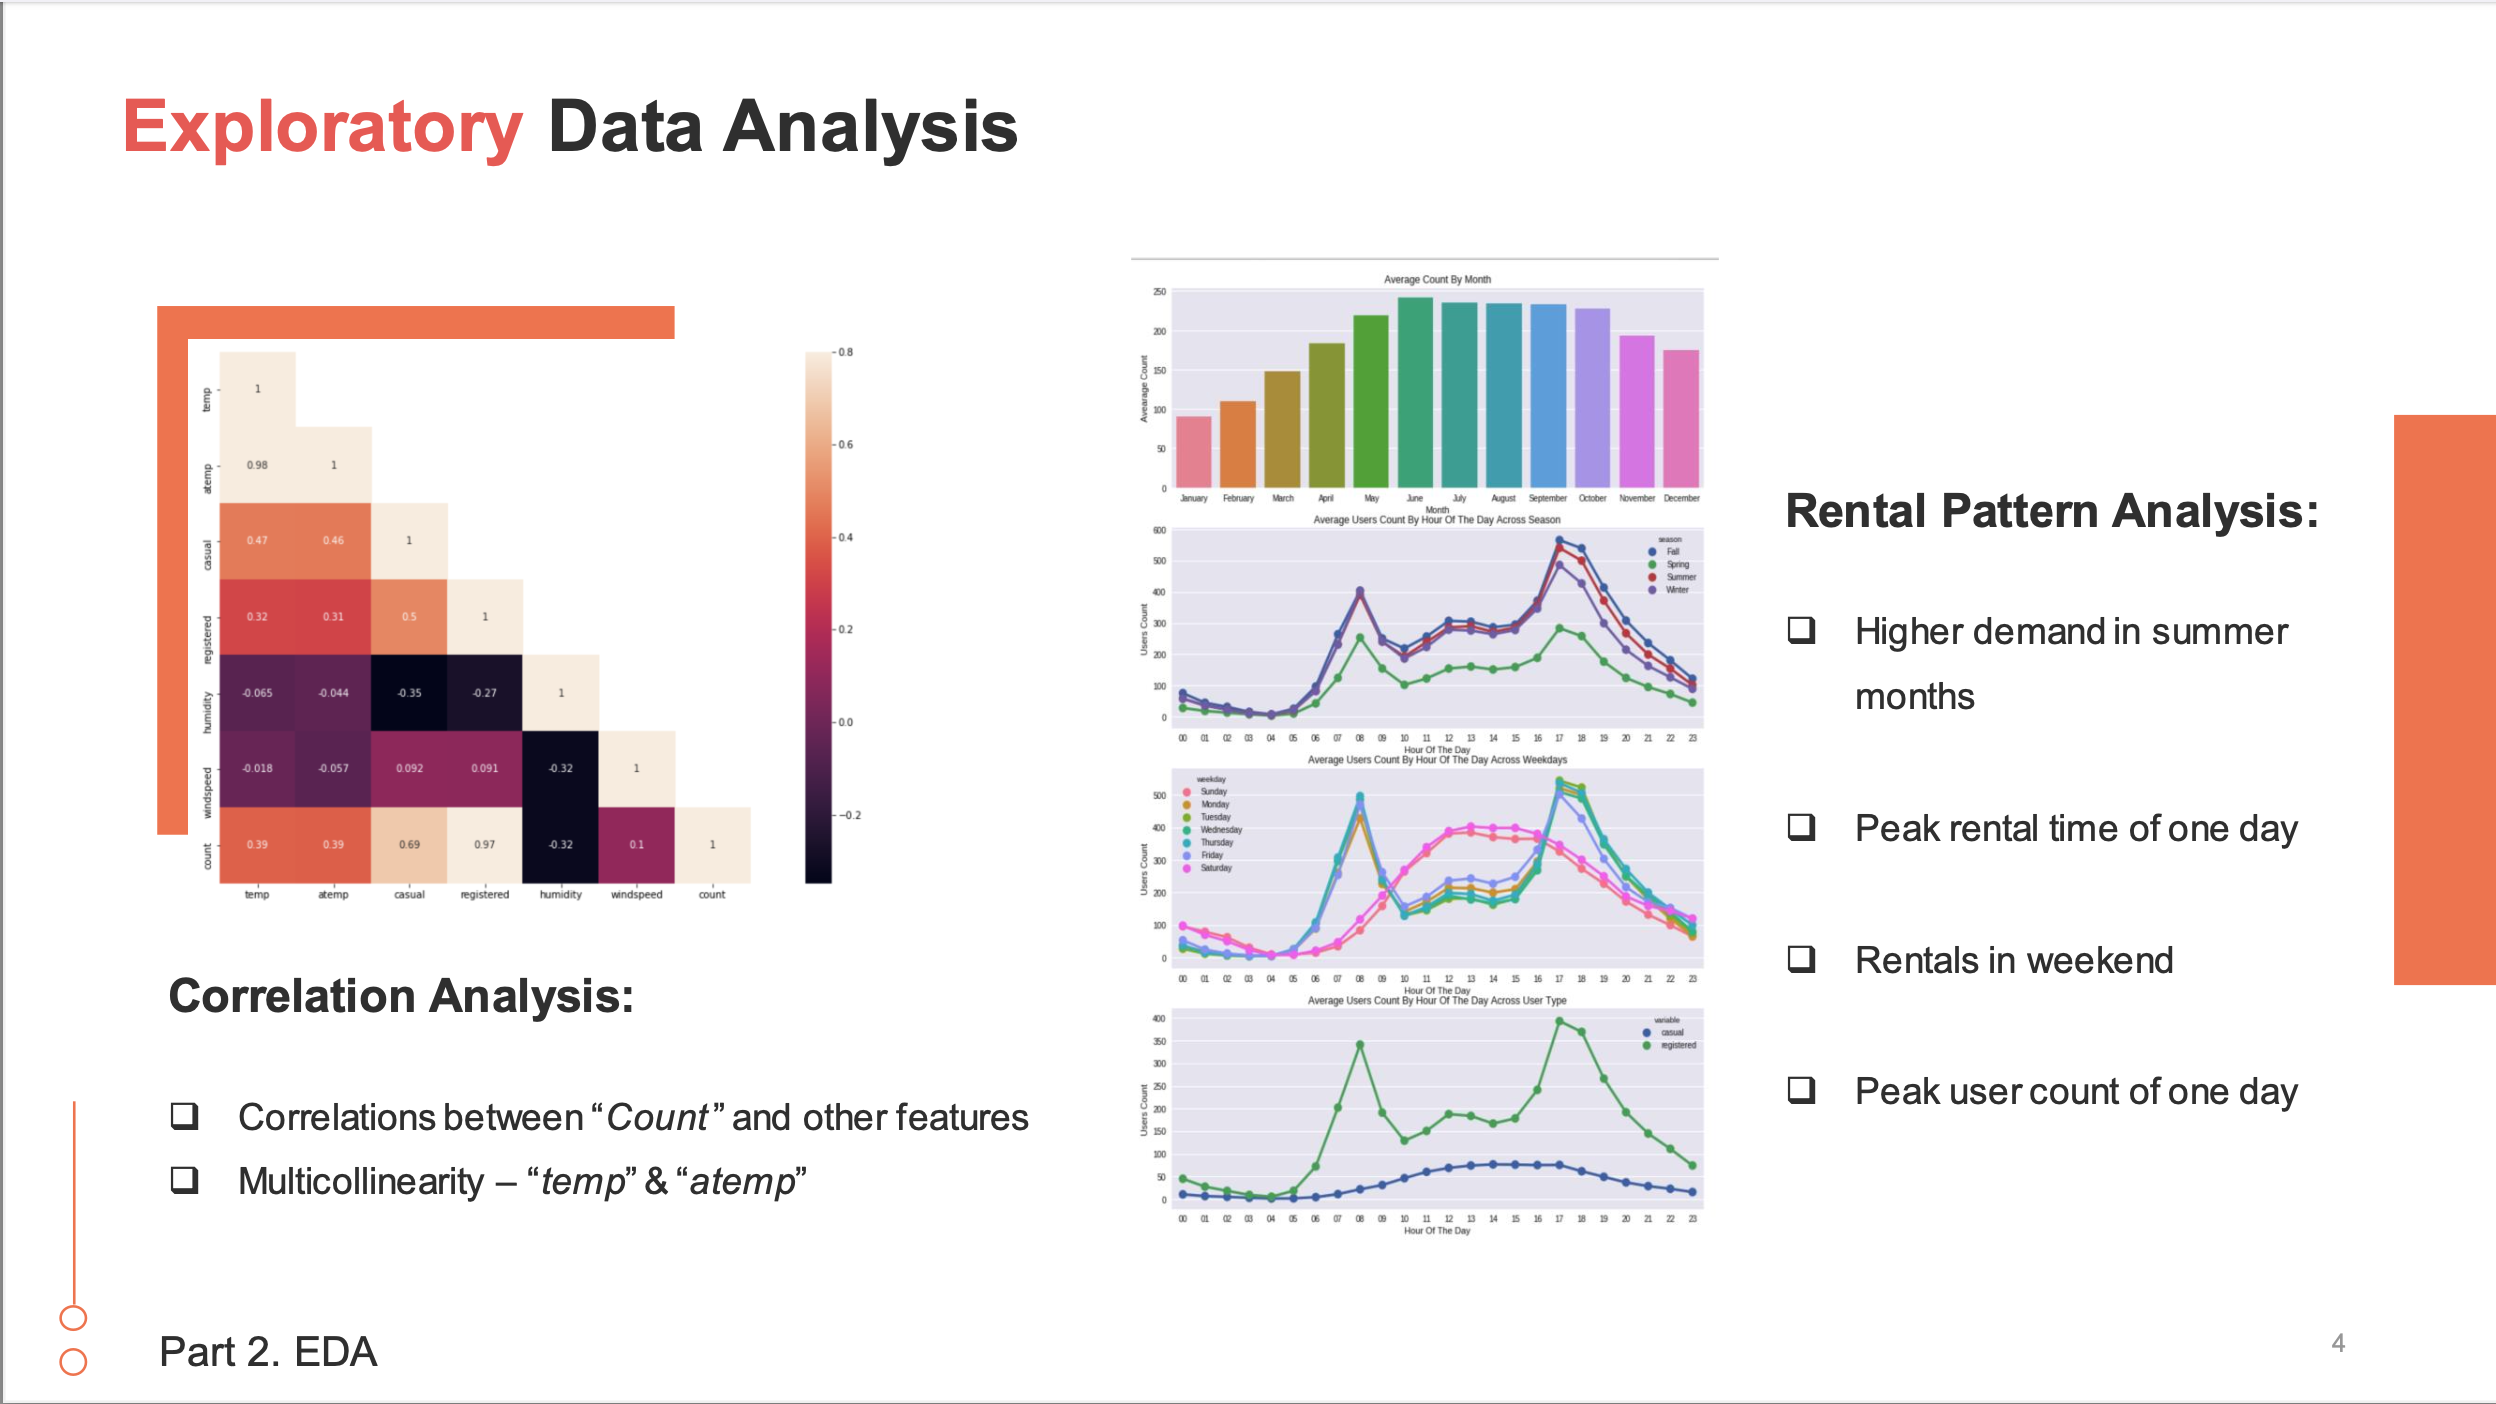 Exploratory Data Analysis
temp
1
atemp
0.98 1
casual
0.47 0.46 1
registered
0.32 0.31 0.5 1
humidity
-0.065 -0.044 -0.35 -0.27 1
windspeed
-0.018 -0.057 0.092 0.091 -0.32 1
count
0.39 0.39 0.69 0.97 -0.32 0.1 1
temp atemp casual registered humidity windspeed count
0.8
0.6
0.4
0.2
0.0
−0.2
Correlation Analysis:
❑ Correlations between “Count” and other features
❑ Multicollinearity – “temp” & “atemp”
Average Count By Month
Avearage Count
250
200
150
100
50
0
January February March April May June July August September October November December
Month
Average Users Count By Hour Of The Day Across Season
Users Count
600
500
400
300
200
100
0
season
Fall
Spring
Summer
Winter
00 01 02 03 04 05 06 07 08 09 10 11 12 13 14 15 16 17 18 19 20 21 22 23
Hour Of The Day
Average Users Count By Hour Of The Day Across Weekdays
Users Count
500
400
300
200
100
0
weekday
Sunday
Monday
Tuesday
Wednesday
Thursday
Friday
Saturday
00 01 02 03 04 05 06 07 08 09 10 11 12 13 14 15 16 17 18 19 20 21 22 23
Hour Of The Day
Average Users Count By Hour Of The Day Across User Type
Users Count
400
350
300
250
200
150
100
50
0
variable
casual
registered
00 01 02 03 04 05 06 07 08 09 10 11 12 13 14 15 16 17 18 19 20 21 22 23
Hour Of The Day
Rental Pattern Analysis:
❑ Higher demand in summer
months
❑ Peak rental time of one day
❑ Rentals in weekend
❑ Peak user count of one day
Part 2. EDA
4